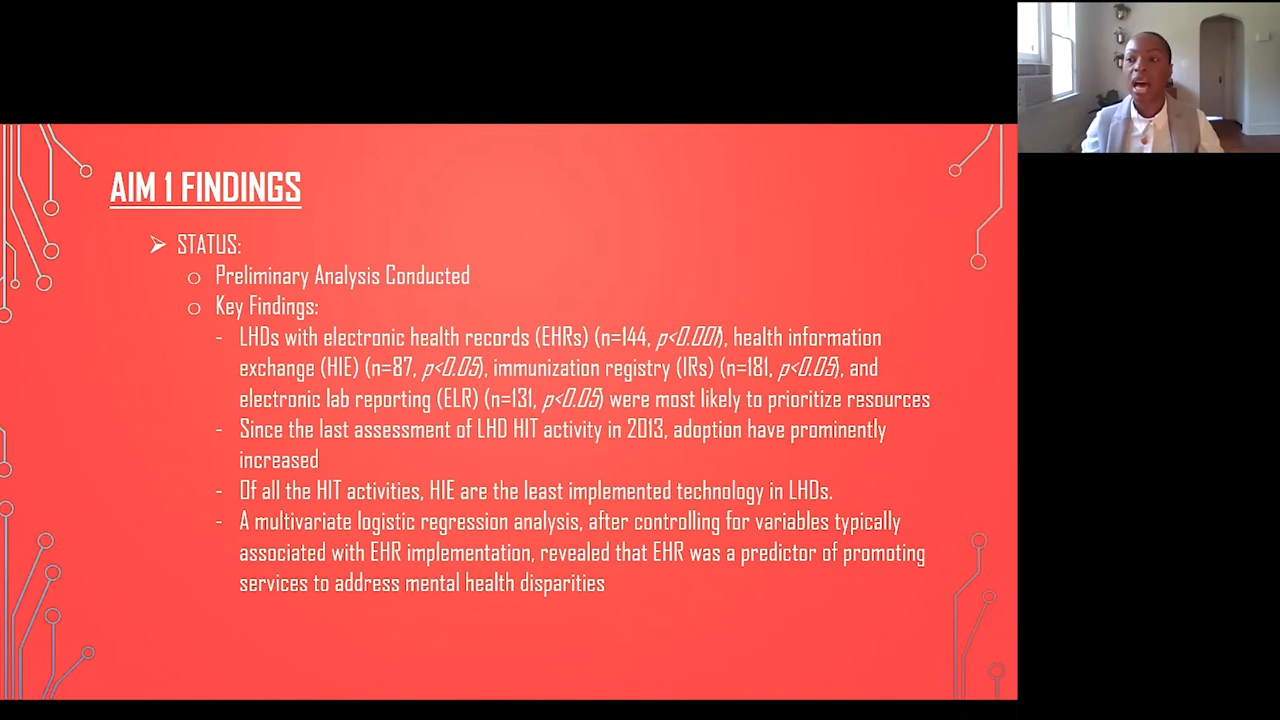 AIM 1 FINDINGS
➢ STATUS:
o Preliminary Analysis Conducted
o Key Findings:
- LHDs with electronic health records (EHRs) (n=144, p<0.001), health information
exchange (HIE) (n=87, p<0.05), immunization registry (IRs) (n=181, p<0.05), and
electronic lab reporting (ELR) (n=131, p<0.05) were most likely to prioritize resources
- Since the last assessment of LHD HIT activity in 2013, adoption have prominently
increased
- Of all the HIT activities, HIE are the least implemented technology in LHDs.
- A multivariate logistic regression analysis, after controlling for variables typically
associated with EHR implementation, revealed that EHR was a predictor of promoting
services to address mental health disparities